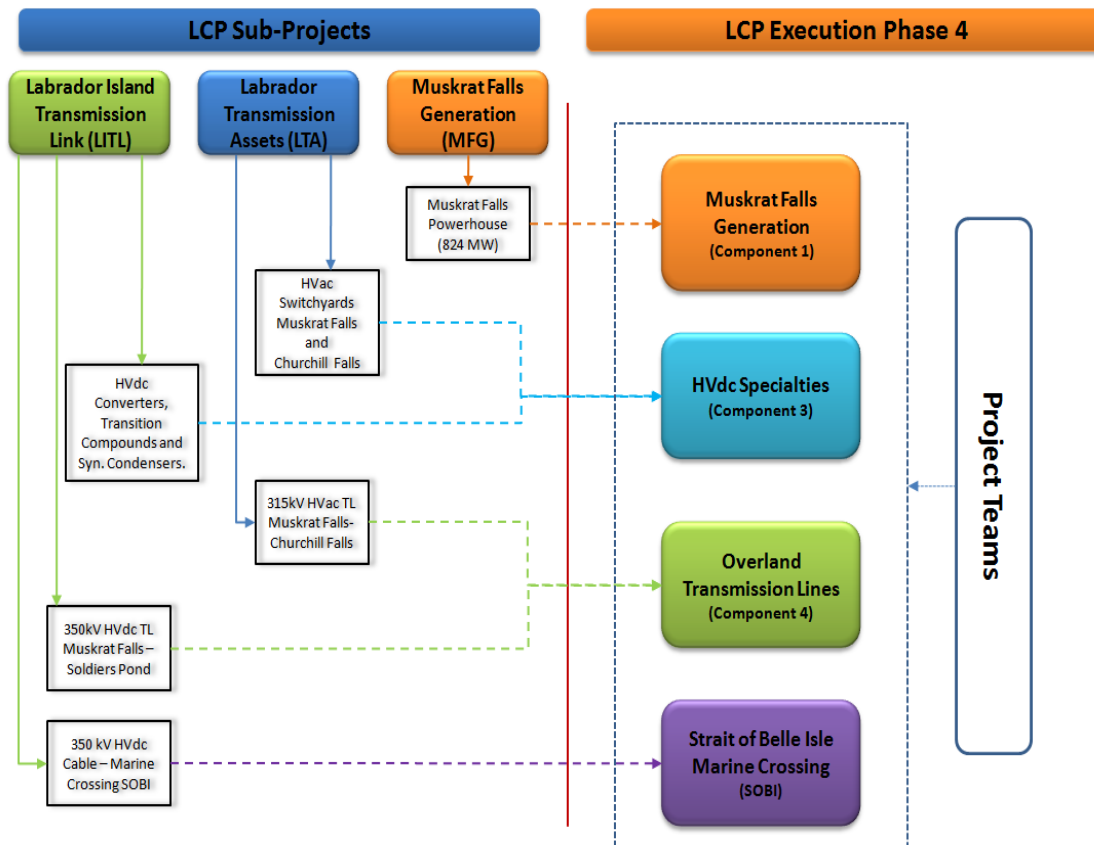 LCP Sub-Projects
LCP Execution Phase 4
Labrador Island
Transmission
Link (LITL)
Labrador
Transmission
Assets (LTA)
Muskrat Falls
Generation
(MFG)
Muskrat Falls
Powerhouse
(824 MW)
Muskrat Falls
Generation
(Component 1)
HVac
Switchyards
Muskrat Falls
and
Churchill Falls
HVdc
Converters,
Transition
Compounds and
Syn. Condensers.
HVdc Specialties
(Component 3)
315kV HVac TL
Muskrat Falls-
Churchill Falls
Overland
Transmission Lines
(Component 4)
350kV HVdc TL
Muskrat Falls –
Soldiers Pond
350 kV HVdc
Cable – Marine
Crossing SOBI
Strait of Belle Isle
Marine Crossing
(SOBI)
Project Teams